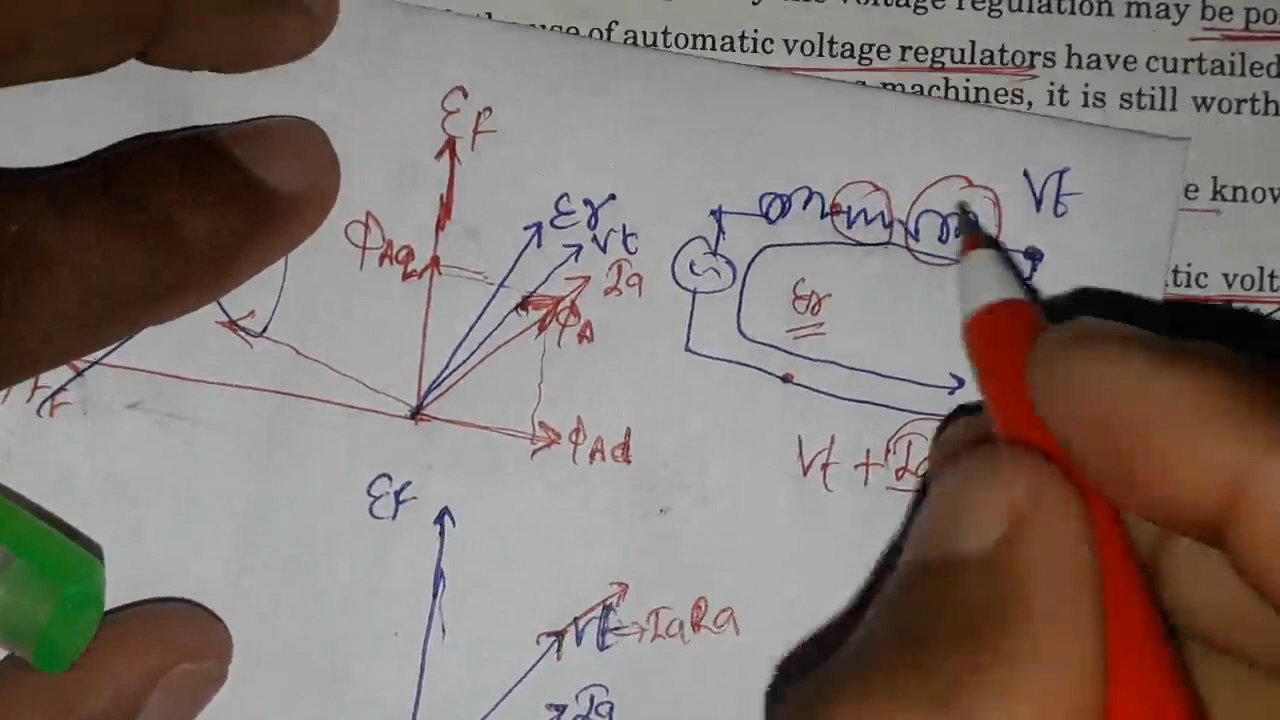 voltage regulation may be po
use of automatic voltage regulators have curtailed
machines, it is still worth
e know
tic volt
Ef
Er
Vt
Ia
ΦAq
ΦA
ΦAd
Vt
Er
Vt + Ia
Ef
Vt → IaRa
Ia